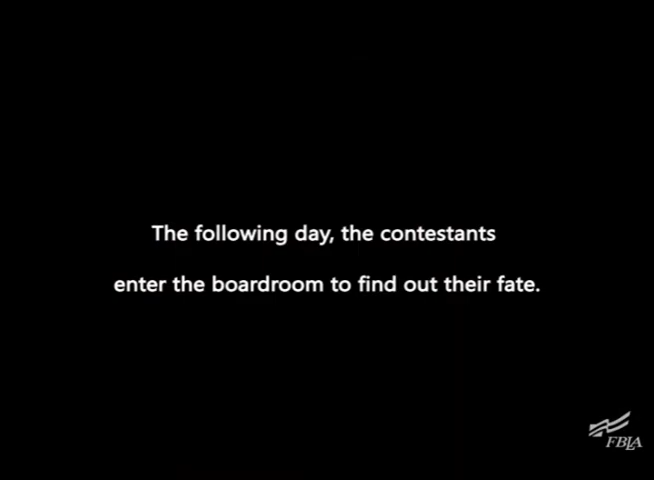 The following day, the contestants
enter the boardroom to find out their fate.
FBLA